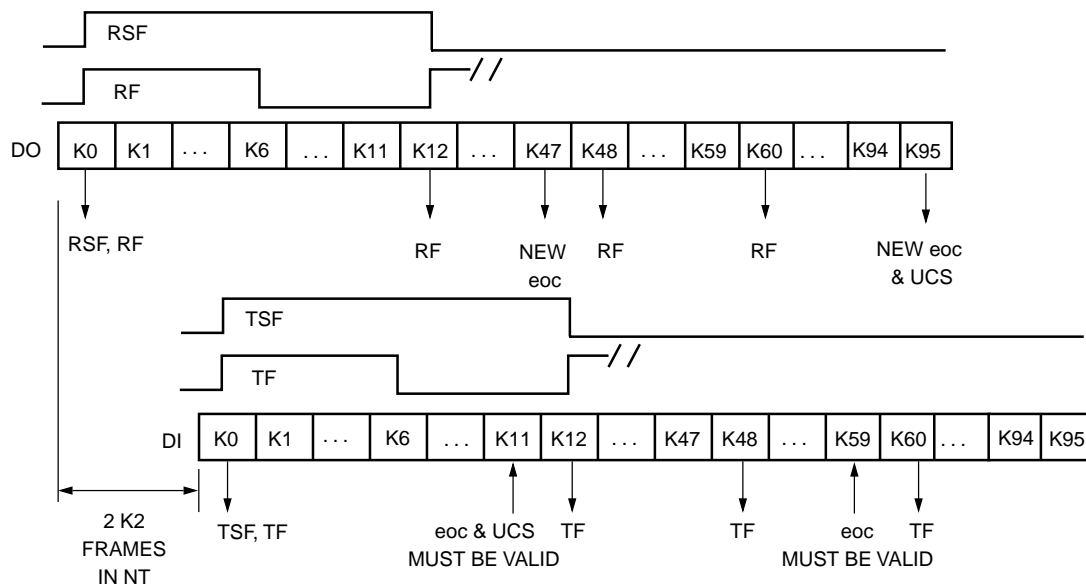 RSF
RF
DO K0 K1 ... K6 ... K11 K12 ... K47 K48 ... K59 K60 ... K94 K95
RSF, RF
RF
NEW
eoc
RF
RF
NEW eoc
& UCS
TSF
TF
DI K0 K1 ... K6 ... K11 K12 ... K47 K48 ... K59 K60 ... K94 K95
2 K2
FRAMES
IN NT
TSF, TF
eoc & UCS
MUST BE VALID
TF
TF
eoc
MUST BE VALID
TF